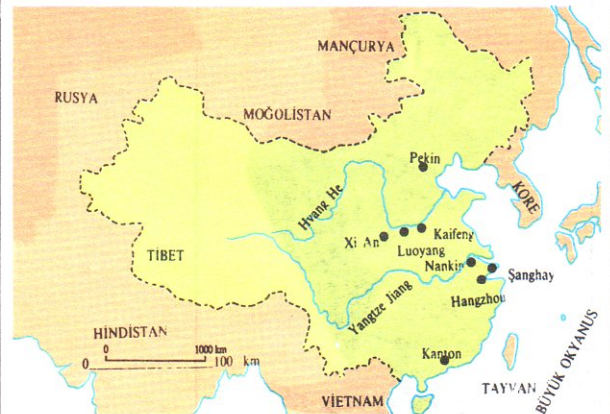 MANÇURYA
RUSYA
MOĞOLİSTAN
Pekin
KORE
Hvang He
Xi An
Luoyang
Kaifeng
TİBET
Nankin
Şanghay
Hangzhou
Yangtze Jiang
HİNDİSTAN
0 1000 km
0 100 km
Kanton
TAYVAN
BÜYÜK OKYANUS
VİETNAM